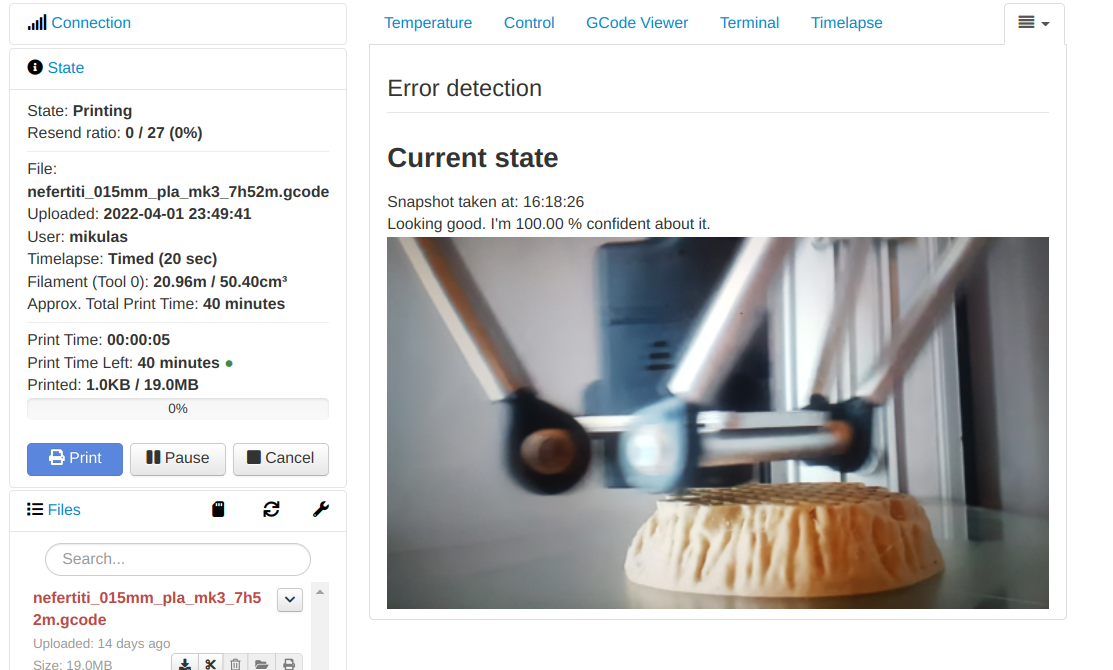 Connection
State
State: Printing
Resend ratio: 0 / 27 (0%)
File:
nefertiti_015mm_pla_mk3_7h52m.gcode
Uploaded: 2022-04-01 23:49:41
User: mikulas
Timelapse: Timed (20 sec)
Filament (Tool 0): 20.96m / 50.40cm³
Approx. Total Print Time: 40 minutes
Print Time: 00:00:05
Print Time Left: 40 minutes
Printed: 1.0KB / 19.0MB
0%
Print Pause Cancel
Files
Search...
nefertiti_015mm_pla_mk3_7h5
2m.gcode
Uploaded: 14 days ago
Size: 19.0MB
Temperature Control GCode Viewer Terminal Timelapse
Error detection
Current state
Snapshot taken at: 16:18:26
Looking good. I'm 100.00 % confident about it.